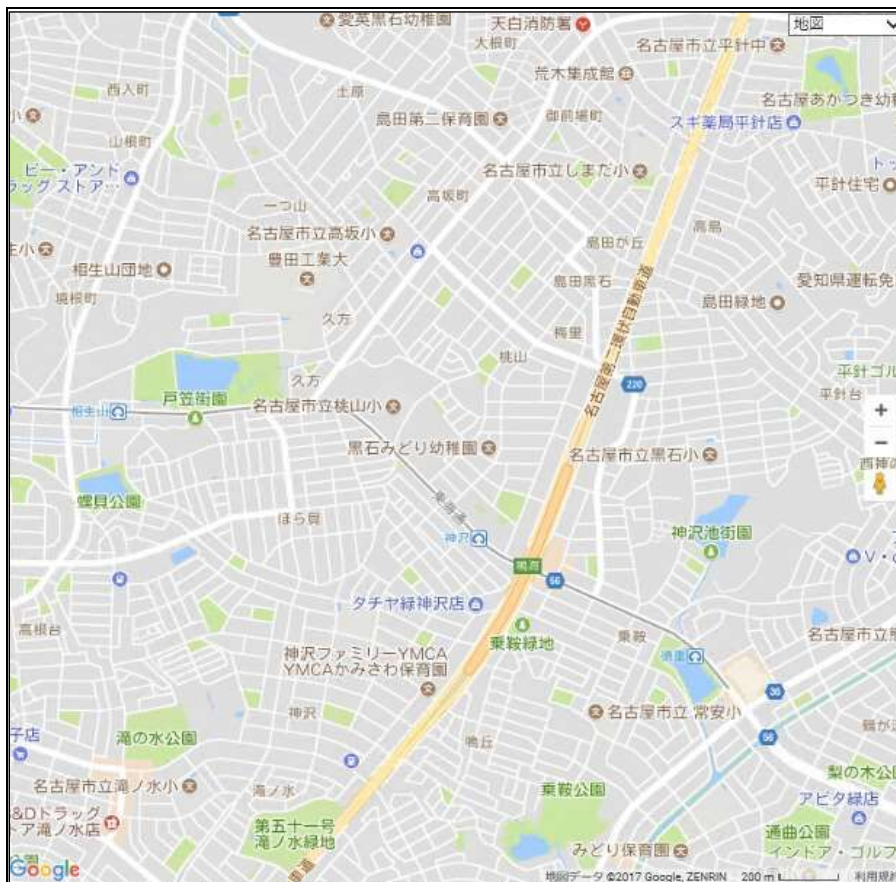 愛英黒石幼稚園
天白消防署
地図
大根町
名古屋市立平針中
荒木集成館
西入町
土原
名古屋あかつき幼
島田第二保育園
御前場町
スギ薬局平針店
山根町
ビー・アンド
ラッグ ストア…
名古屋市立しまだ小
平針住宅
高坂町
一つ山
名古屋市立高坂小
高島
島田が丘
相生山団地
豊田工業大
島田黒石
愛知県運転免
島田緑地
境根町
久方
梅里
名古屋第二環状自動車道
桃山
平針ゴル
久方
220
平針台
戸笠街園
相生山
名古屋市立桃山小
+
黒石みどり幼稚園
名古屋市立黒石小
−
螺貝公園
東海通
ほら貝
神沢
神沢池街園
鳴海
56
タチヤ緑神沢店
高根台
乗鞍緑地
乗鞍
神沢ファミリーYMCA
YMCAかみさわ保育園
徳重
36
神沢
名古屋市立 常安小
子店
滝の水公園
鳴丘
56
梨の木公
名古屋市立滝ノ水小
滝ノ水
乗鞍公園
アピタ緑店
&Dドラッグ
トア滝ノ水店
第五十一号
滝ノ水緑地
通曲公園
みどり保育園
インドア・ゴルフ
Google
地図データ ©2017 Google, ZENRIN
200 m
利用規